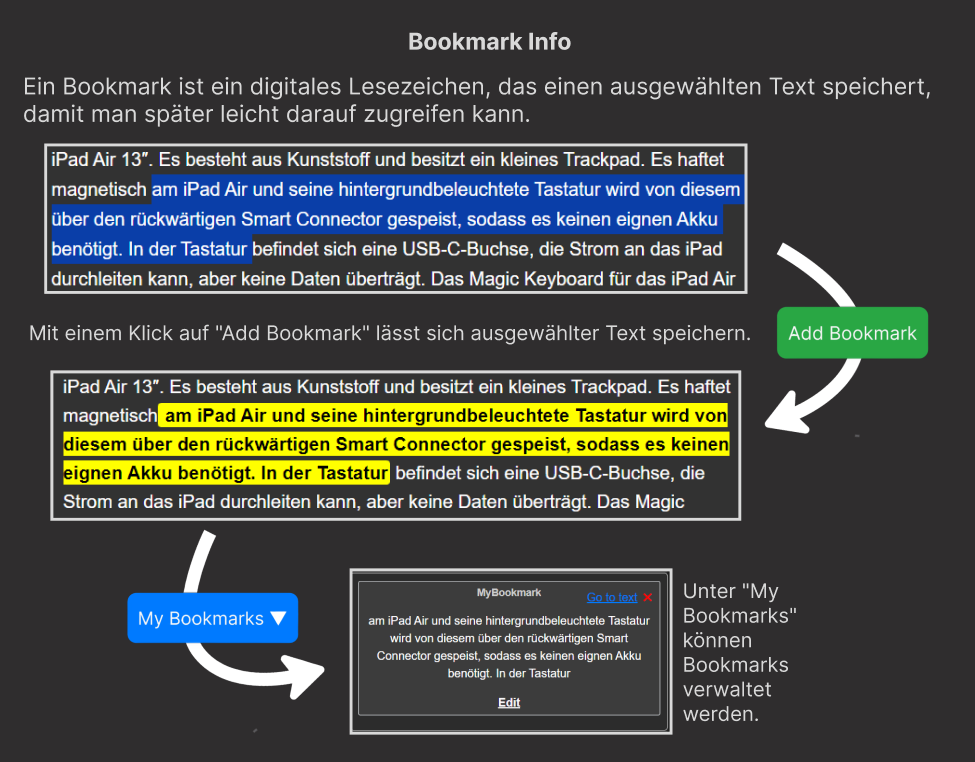 Bookmark Info
Ein Bookmark ist ein digitales Lesezeichen, das einen ausgewählten Text speichert,
damit man später leicht darauf zugreifen kann.
iPad Air 13″. Es besteht aus Kunststoff und besitzt ein kleines Trackpad. Es haftet
magnetisch am iPad Air und seine hintergrundbeleuchtete Tastatur wird von diesem
über den rückwärtigen Smart Connector gespeist, sodass es keinen eignen Akku
benötigt. In der Tastatur befindet sich eine USB-C-Buchse, die Strom an das iPad
durchleiten kann, aber keine Daten überträgt. Das Magic Keyboard für das iPad Air
Mit einem Klick auf "Add Bookmark" lässt sich ausgewählter Text speichern.
Add Bookmark
iPad Air 13″. Es besteht aus Kunststoff und besitzt ein kleines Trackpad. Es haftet
magnetisch am iPad Air und seine hintergrundbeleuchtete Tastatur wird von
diesem über den rückwärtigen Smart Connector gespeist, sodass es keinen
eignen Akku benötigt. In der Tastatur befindet sich eine USB-C-Buchse, die
Strom an das iPad durchleiten kann, aber keine Daten überträgt. Das Magic
My Bookmarks ▼
MyBookmark
Go to text ×
am iPad Air und seine hintergrundbeleuchtete Tastatur
wird von diesem über den rückwärtigen Smart
Connector gespeist, sodass es keinen eignen Akku
benötigt. In der Tastatur
Edit
Unter "My
Bookmarks"
können
Bookmarks
verwaltet
werden.